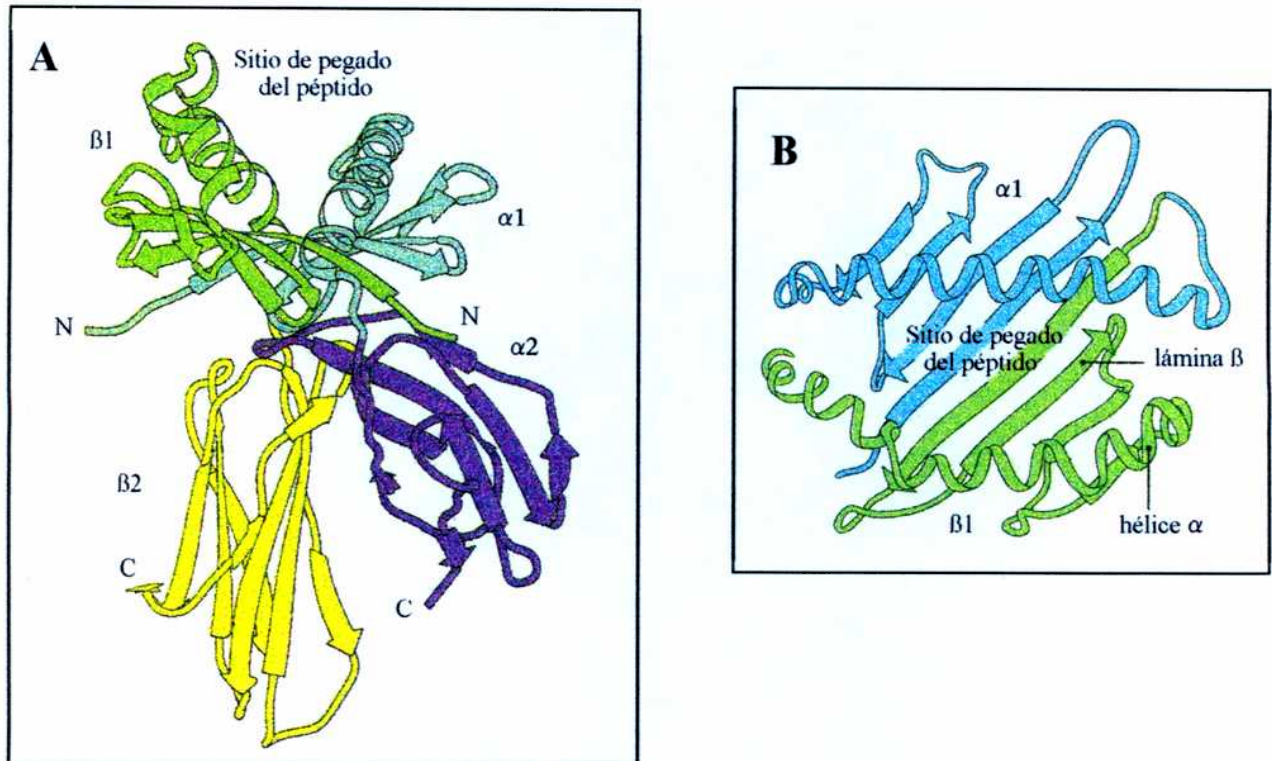 A
Sitio de pegado
del péptido
ß1
α1
N
N
α2
ß2
C
C
B
α1
Sitio de pegado
del péptido
lámina ß
ß1
hélice α